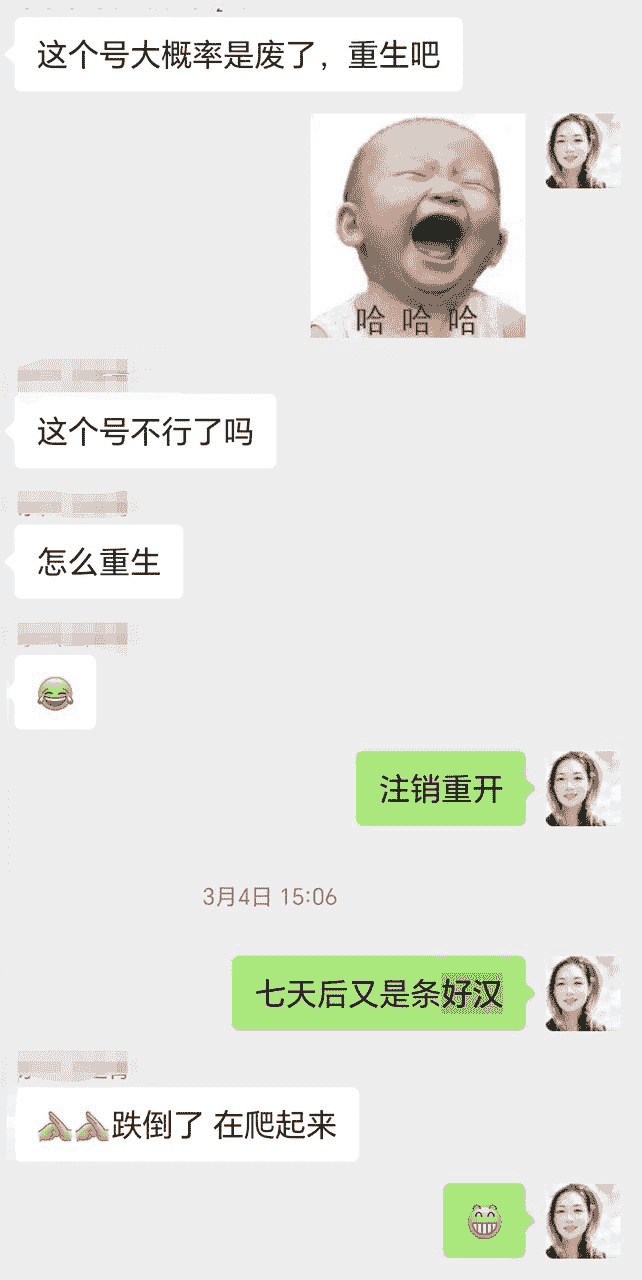 这个号大概率是废了，重生吧
哈 哈 哈
这个号不行了吗
怎么重生
注销重开
3月4日 15:06
七天后又是条好汉
跌倒了 在爬起来